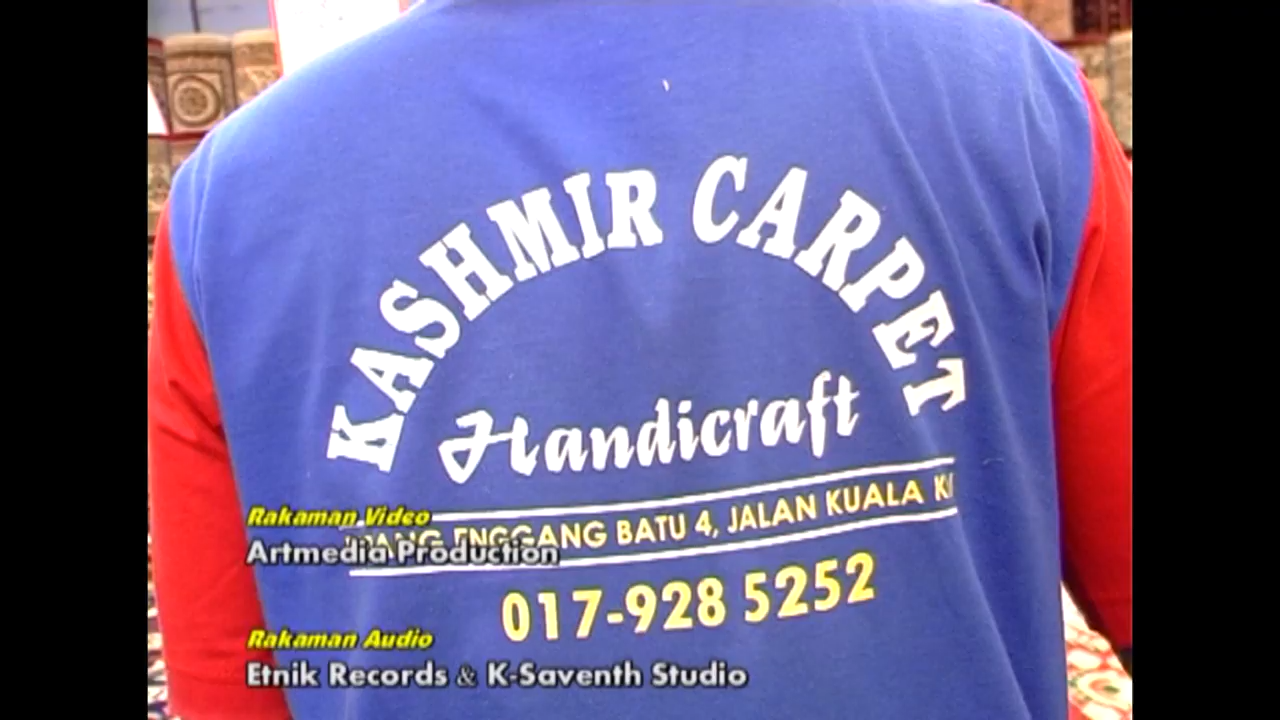 KASHMIR CARPET
Handicraft
ENGGANG BATU 4, JALAN KUALA
017-928 5252
Rakaman Video
Artmedia Production
Rakaman Audio
Etnik Records & K-Saventh Studio